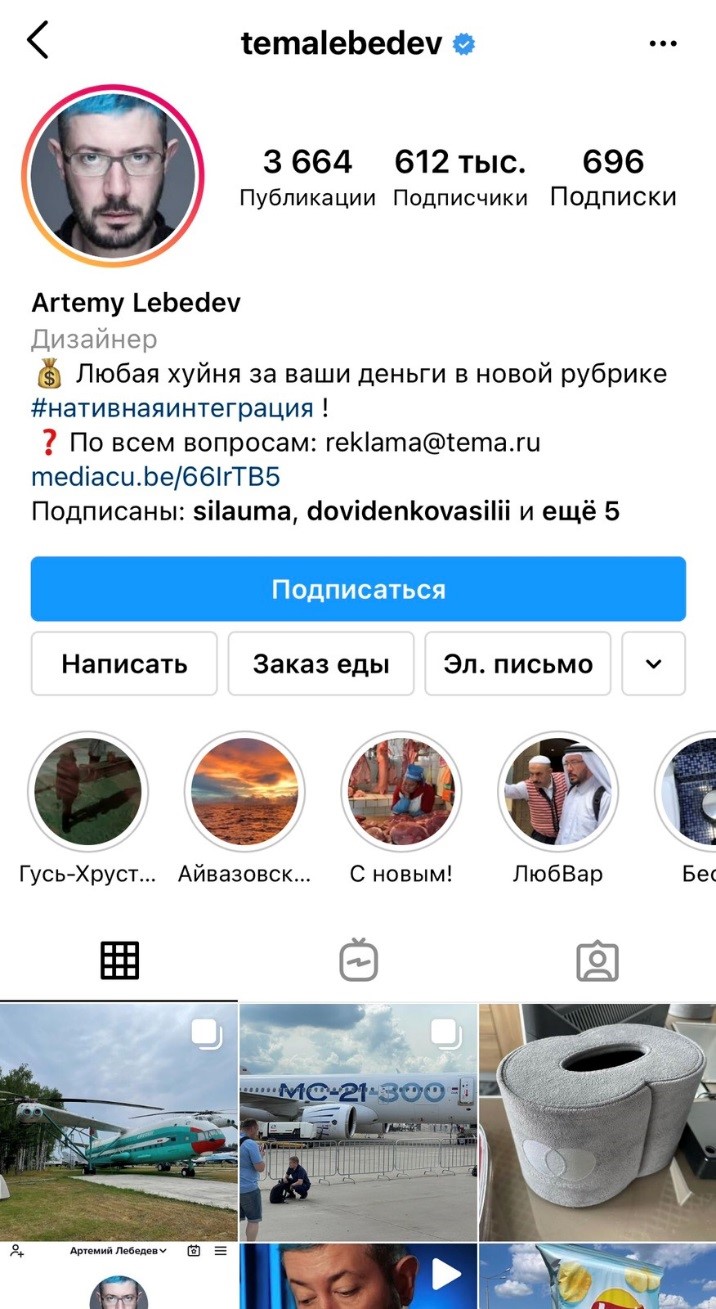 temalebedev
3 664 612 тыс. 696
Публикации Подписчики Подписки
Artemy Lebedev
Дизайнер
💰 Любая хуйня за ваши деньги в новой рубрике
#нативнаяинтеграция !
❓ По всем вопросам: reklama@tema.ru
mediacu.be/66IrTB5
Подписаны: silauma, dovidenkovasilii и ещё 5
Подписаться
Написать Заказ еды Эл. письмо
Гусь-Хруст... Айвазовск... С новым! ЛюбВар Бес
МС-21-300
Артемий Лебедев